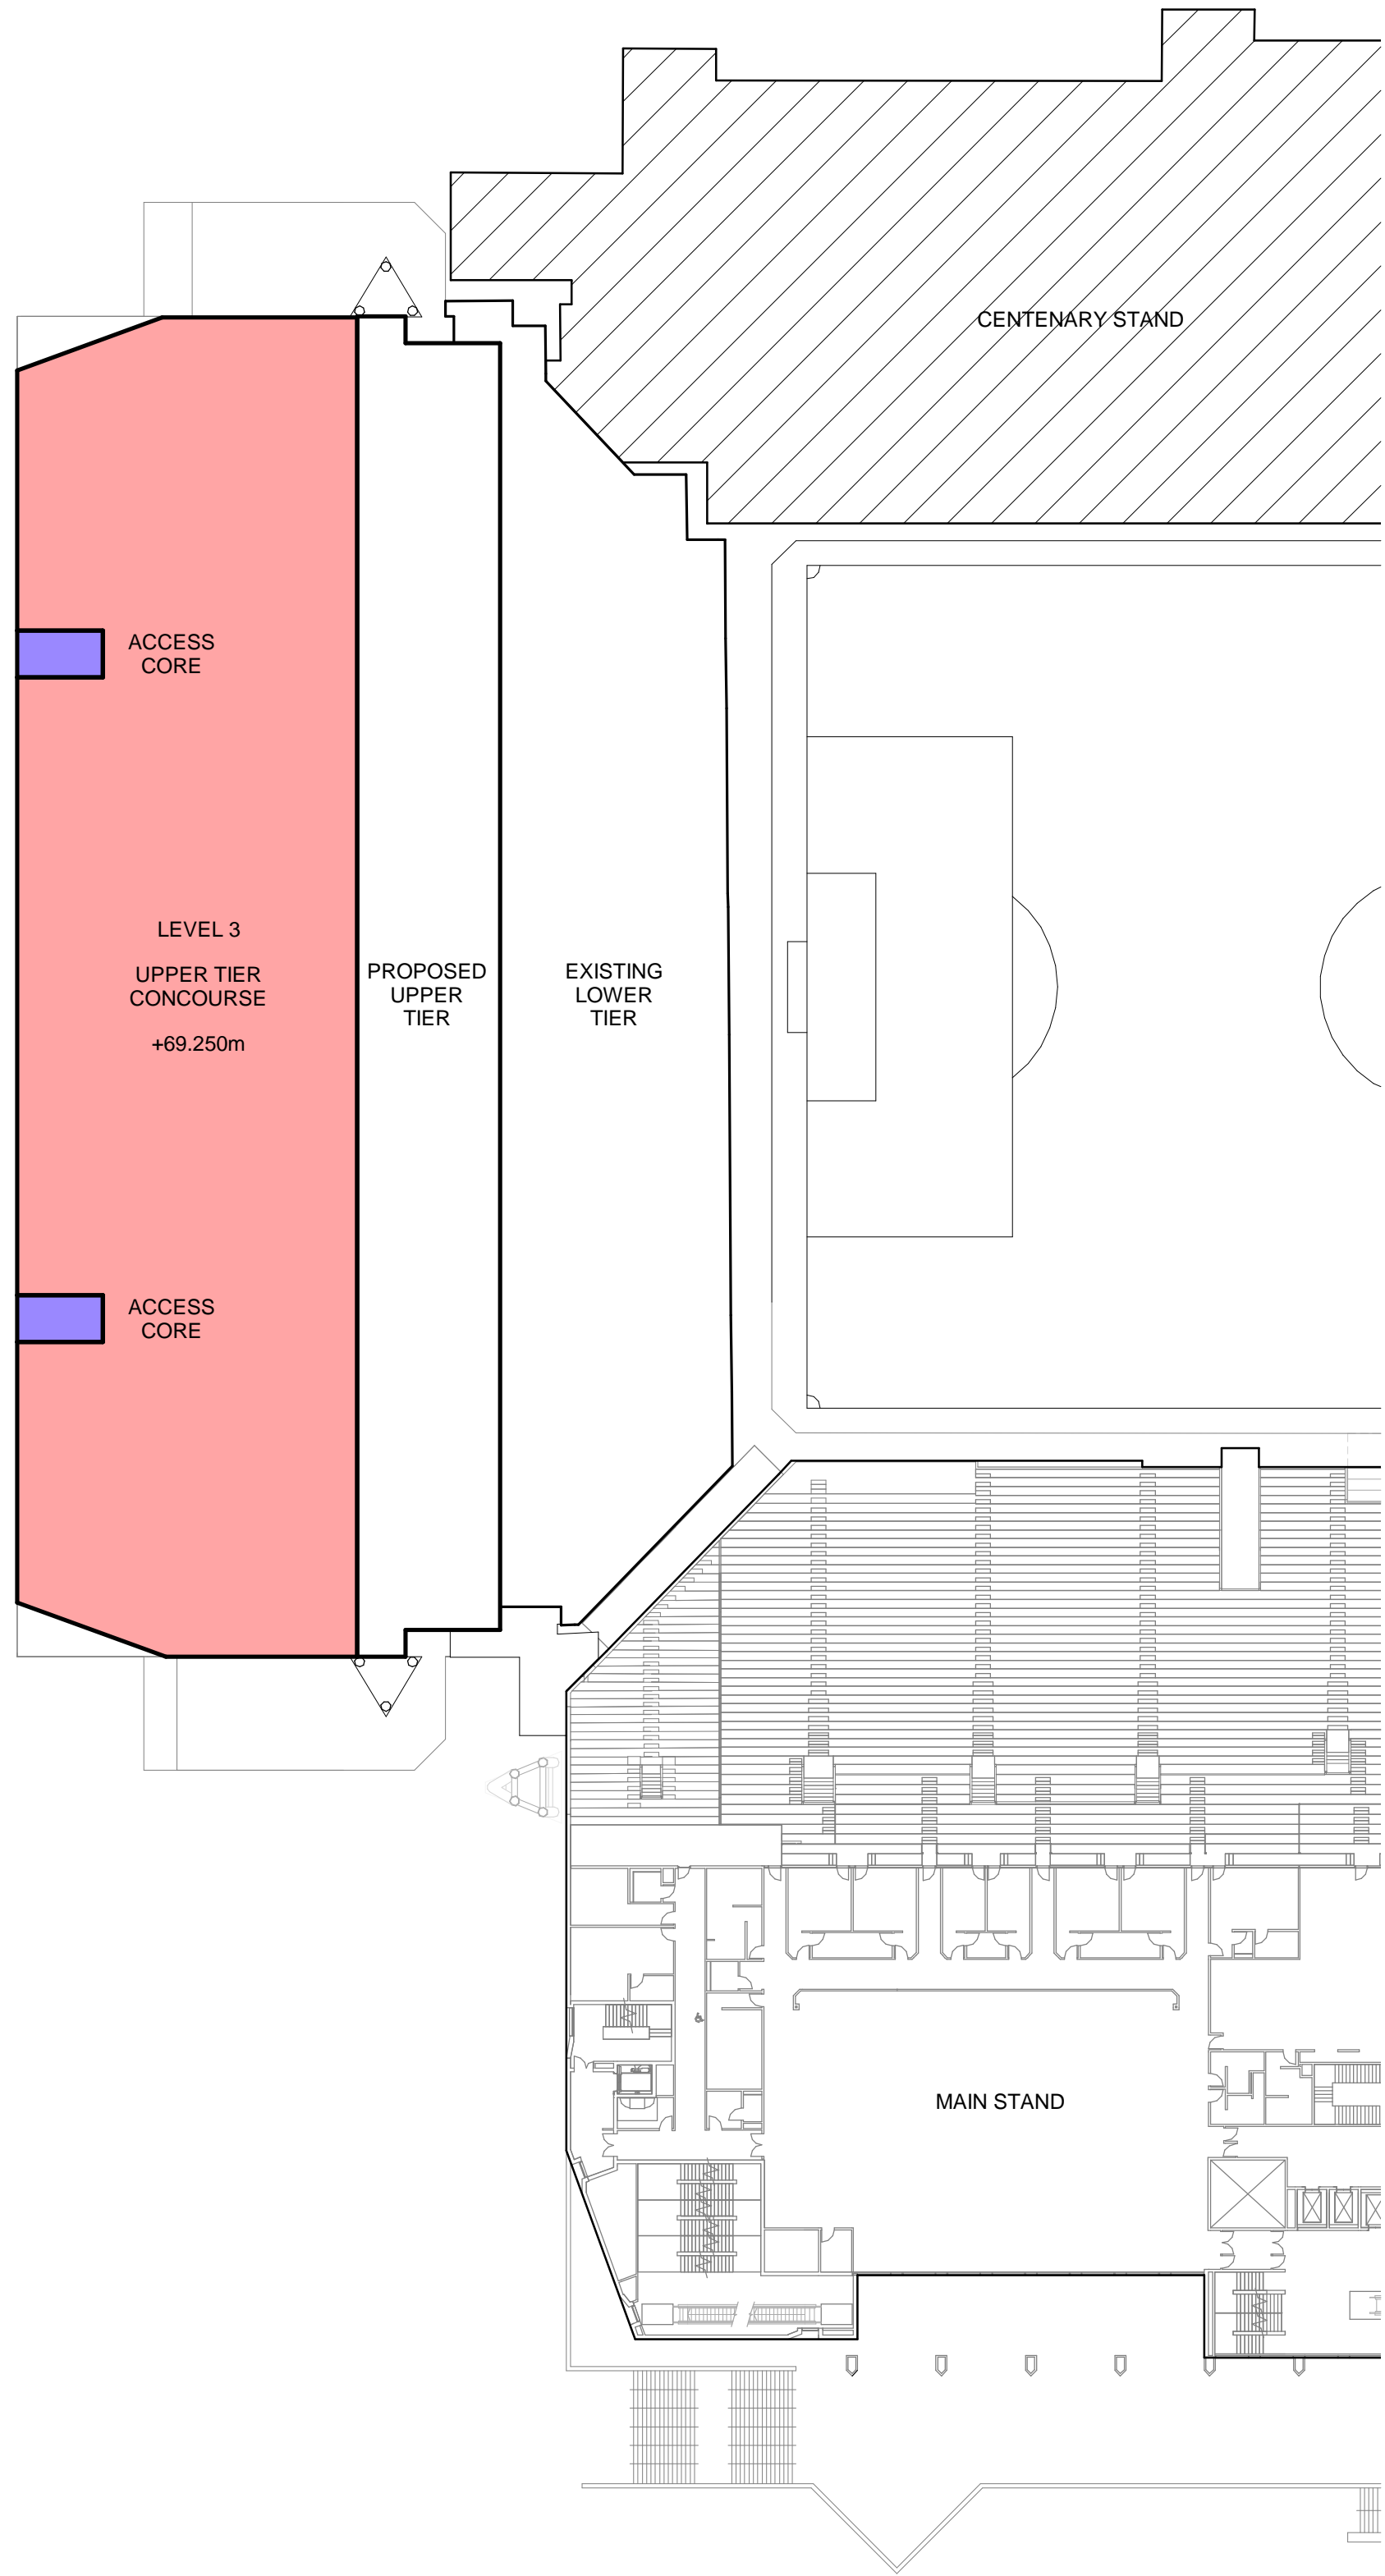 CENTENARY STAND
ACCESS
CORE
LEVEL 3
UPPER TIER
CONCOURSE
+69.250m
PROPOSED
UPPER
TIER
EXISTING
LOWER
TIER
ACCESS
CORE
MAIN STAND